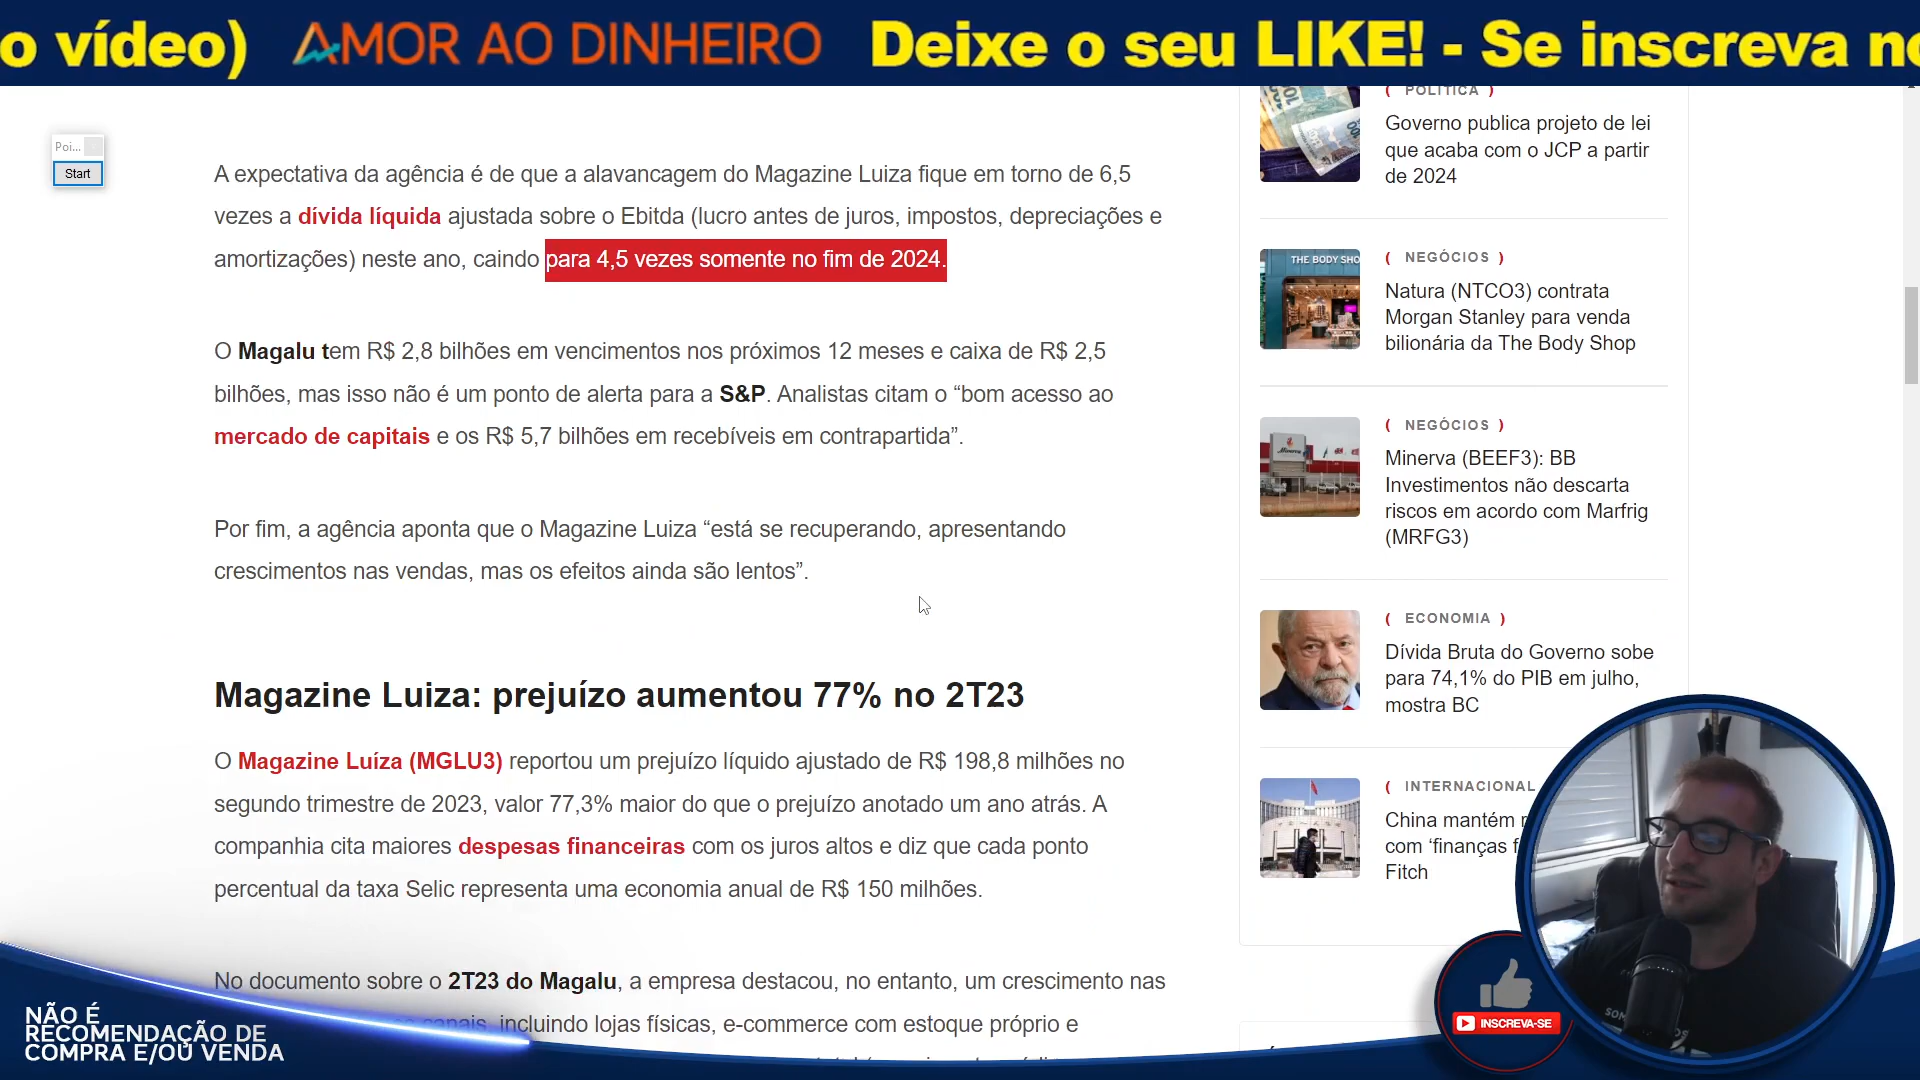 o vídeo) AMOR AO DINHEIRO Deixe o seu LIKE! - Se inscreva no
Poi...
Start
A expectativa da agência é de que a alavancagem do Magazine Luiza fique em torno de 6,5
vezes a dívida líquida ajustada sobre o Ebitda (lucro antes de juros, impostos, depreciações e
amortizações) neste ano, caindo para 4,5 vezes somente no fim de 2024.
O Magalu tem R$ 2,8 bilhões em vencimentos nos próximos 12 meses e caixa de R$ 2,5
bilhões, mas isso não é um ponto de alerta para a S&P. Analistas citam o “bom acesso ao
mercado de capitais e os R$ 5,7 bilhões em recebíveis em contrapartida”.
Por fim, a agência aponta que o Magazine Luiza “está se recuperando, apresentando
crescimentos nas vendas, mas os efeitos ainda são lentos”.
Magazine Luiza: prejuízo aumentou 77% no 2T23
O Magazine Luíza (MGLU3) reportou um prejuízo líquido ajustado de R$ 198,8 milhões no
segundo trimestre de 2023, valor 77,3% maior do que o prejuízo anotado um ano atrás. A
companhia cita maiores despesas financeiras com os juros altos e diz que cada ponto
percentual da taxa Selic representa uma economia anual de R$ 150 milhões.
No documento sobre o 2T23 do Magalu, a empresa destacou, no entanto, um crescimento nas
canais, incluindo lojas físicas, e-commerce com estoque próprio e
( POLÍTICA )
Governo publica projeto de lei
que acaba com o JCP a partir
de 2024
THE BODY SHO
( NEGÓCIOS )
Natura (NTCO3) contrata
Morgan Stanley para venda
bilionária da The Body Shop
Minerva
( NEGÓCIOS )
Minerva (BEEF3): BB
Investimentos não descarta
riscos em acordo com Marfrig
(MRFG3)
( ECONOMIA )
Dívida Bruta do Governo sobe
para 74,1% do PIB em julho,
mostra BC
( INTERNACIONAL
China mantém
com ‘finanças
Fitch
INSCREVA-SE
NÃO É
RECOMENDAÇÃO DE
COMPRA E/OU VENDA